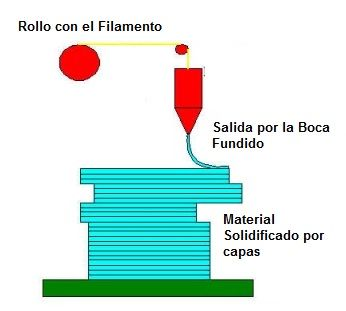 Rollo con el Filamento
Salida por la Boca
Fundido
Material
Solidificado por
capas